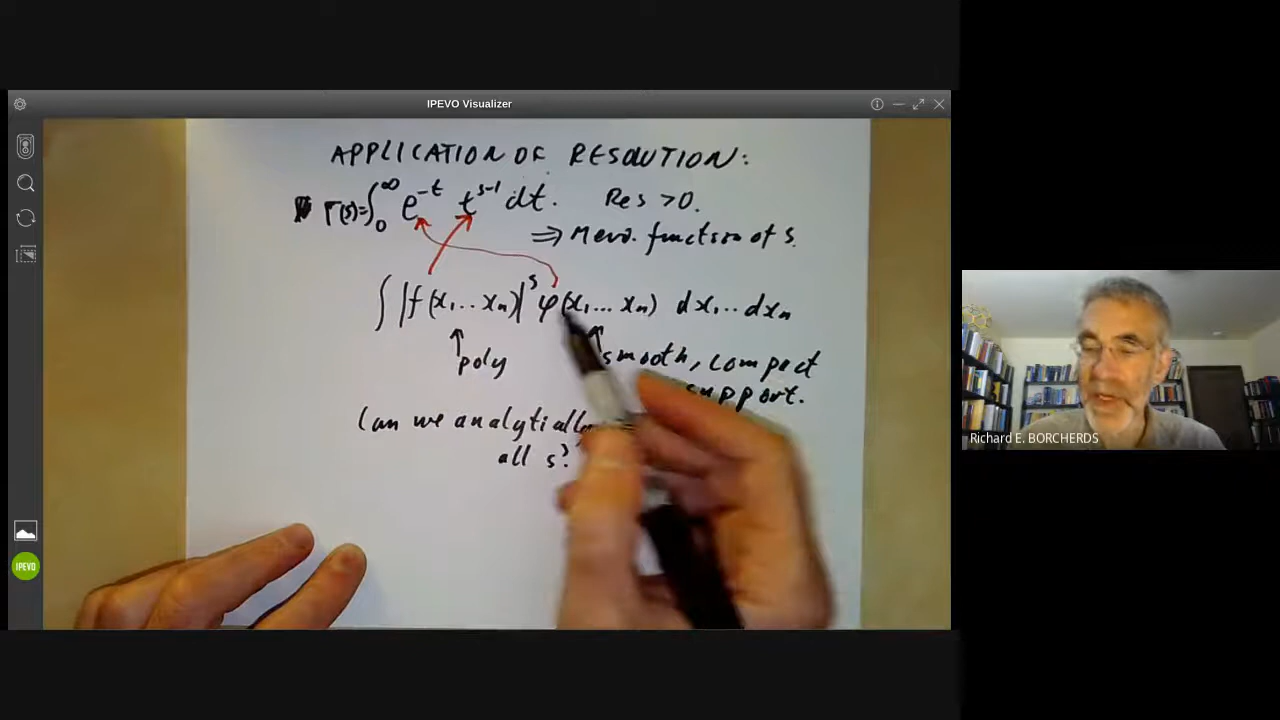 IPEVO Visualizer
APPLICATION OF RESOLUTION:
Γ(s)=∫₀^∞ e^{-t} t^{s-1} dt. Re s >0.
⇒ Mero. function of s.
∫ |f(x₁...xₙ)|^s φ(x₁...xₙ) dx₁...dxₙ
↑ poly ↑ smooth, compact
support.
Can we analytically
all s?
IPEVO
Richard E. BORCHERDS